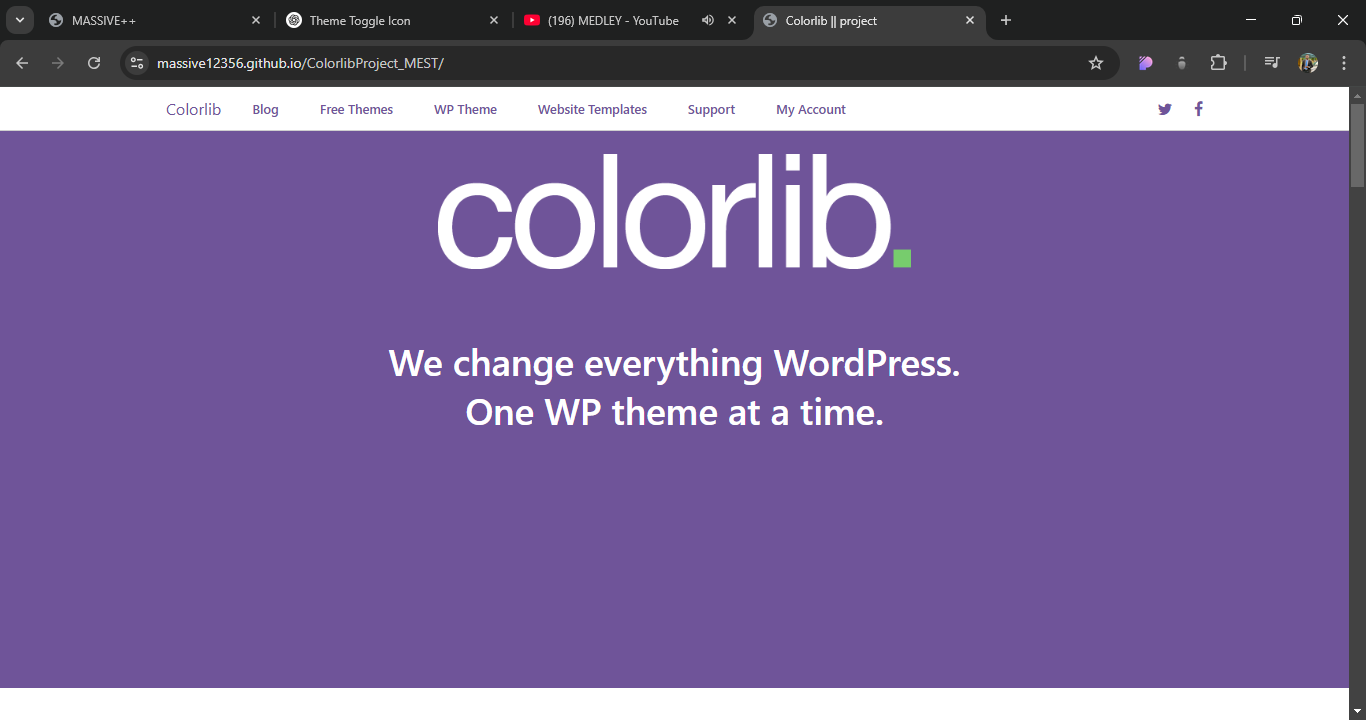 MASSIVE++
Theme Toggle Icon
(196) MEDLEY - YouTube
Colorlib || project
massive12356.github.io/ColorlibProject_MEST/
Colorlib Blog Free Themes WP Theme Website Templates Support My Account
colorlib.
We change everything WordPress.
One WP theme at a time.